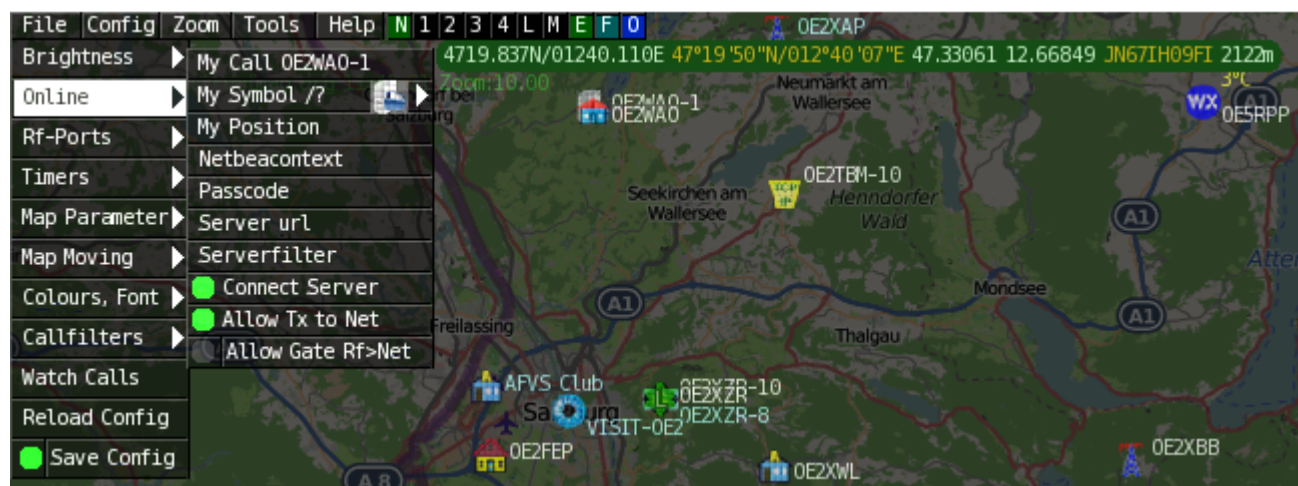 File Config Zoom Tools Help N 1 2 3 4 L M E F O
OE2XAP
4719.837N/01240.110E 47°19'50"N/012°40'07"E 47.33061 12.66849 JN67IH09FI 2122m
Zoom:10.00
Brightness
Online
Rf-Ports
Timers
Map Parameter
Map Moving
Colours, Font
Callfilters
Watch Calls
Reload Config
Save Config
My Call OE2WAO-1
My Symbol /?
My Position
Netbeacontext
Passcode
Server url
Serverfilter
Connect Server
Allow Tx to Net
Allow Gate Rf>Net
Neumarkt am
Wallersee
OE2WAO-1
OE2WAO
3°C
WX
A1
OE5RPP
OE2TBM-10
Seekirchen am
Wallersee
Henndorfer
Wald
A1
Mondsee
A1
A1
Freilassing
Thalgau
AFVS Club
L
OE2XZR-10
OE2XZR
OE2XZR-8
VISIT-OE2
OE2FEP
OE2XBB
A 8
OE2XWL